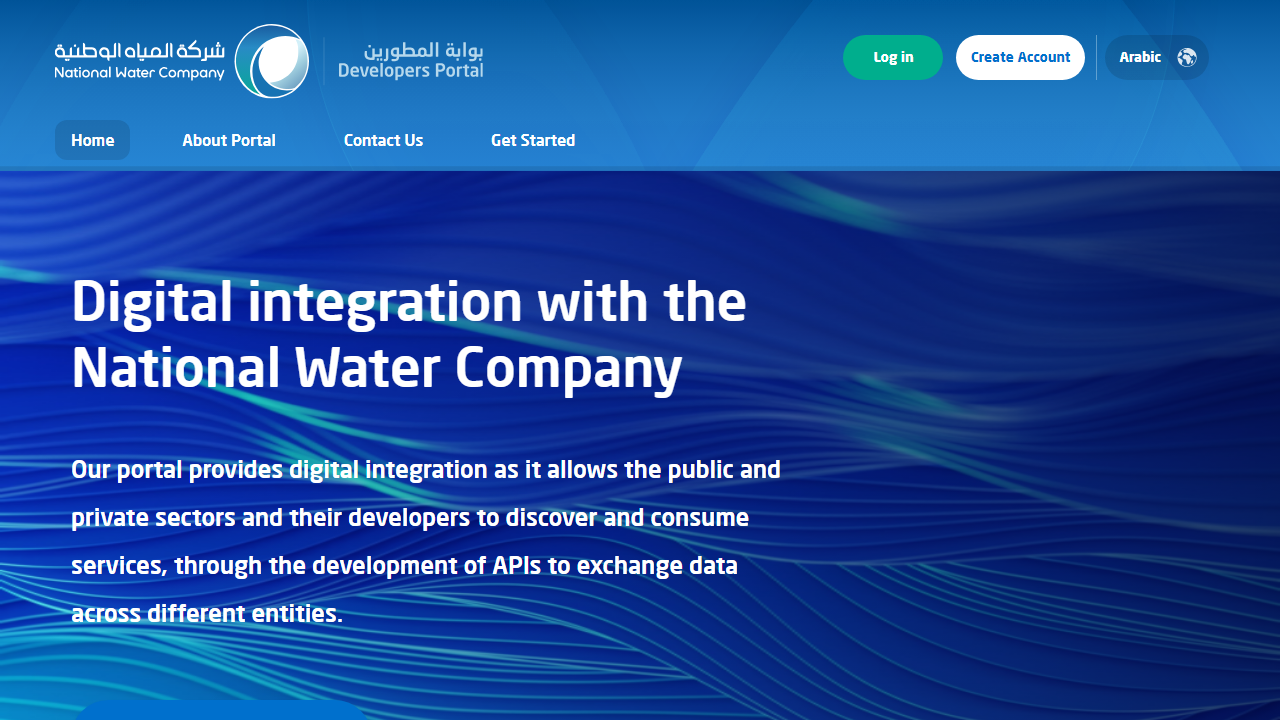 شركة المياه الوطنية
National Water Company
بوابة المطورين
Developers Portal
Log in
Create Account
Arabic
Home
About Portal
Contact Us
Get Started
Digital integration with the
National Water Company
Our portal provides digital integration as it allows the public and
private sectors and their developers to discover and consume
services, through the development of APIs to exchange data
across different entities.